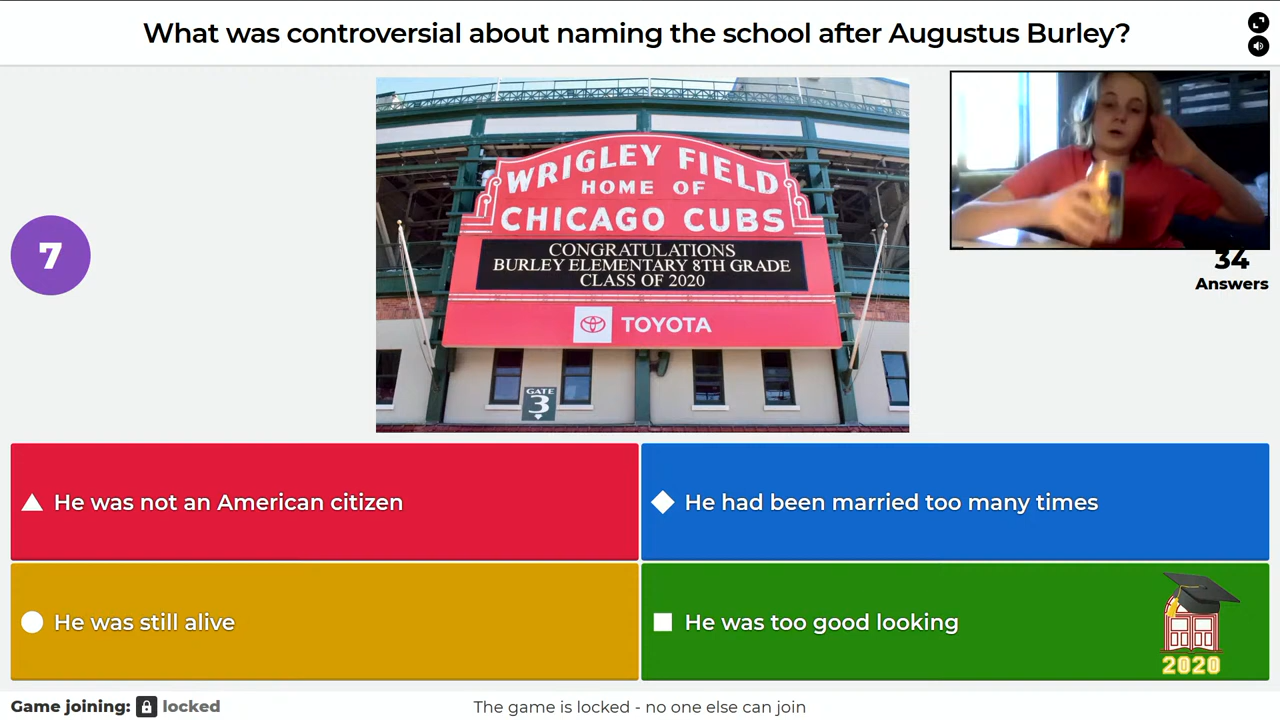 What was controversial about naming the school after Augustus Burley?
WRIGLEY FIELD
HOME OF
CHICAGO CUBS
CONGRATULATIONS
BURLEY ELEMENTARY 8TH GRADE
CLASS OF 2020
TOYOTA
GATE
3
7
34
Answers
He was not an American citizen
He had been married too many times
He was still alive
He was too good looking
2020
Game joining: locked
The game is locked - no one else can join